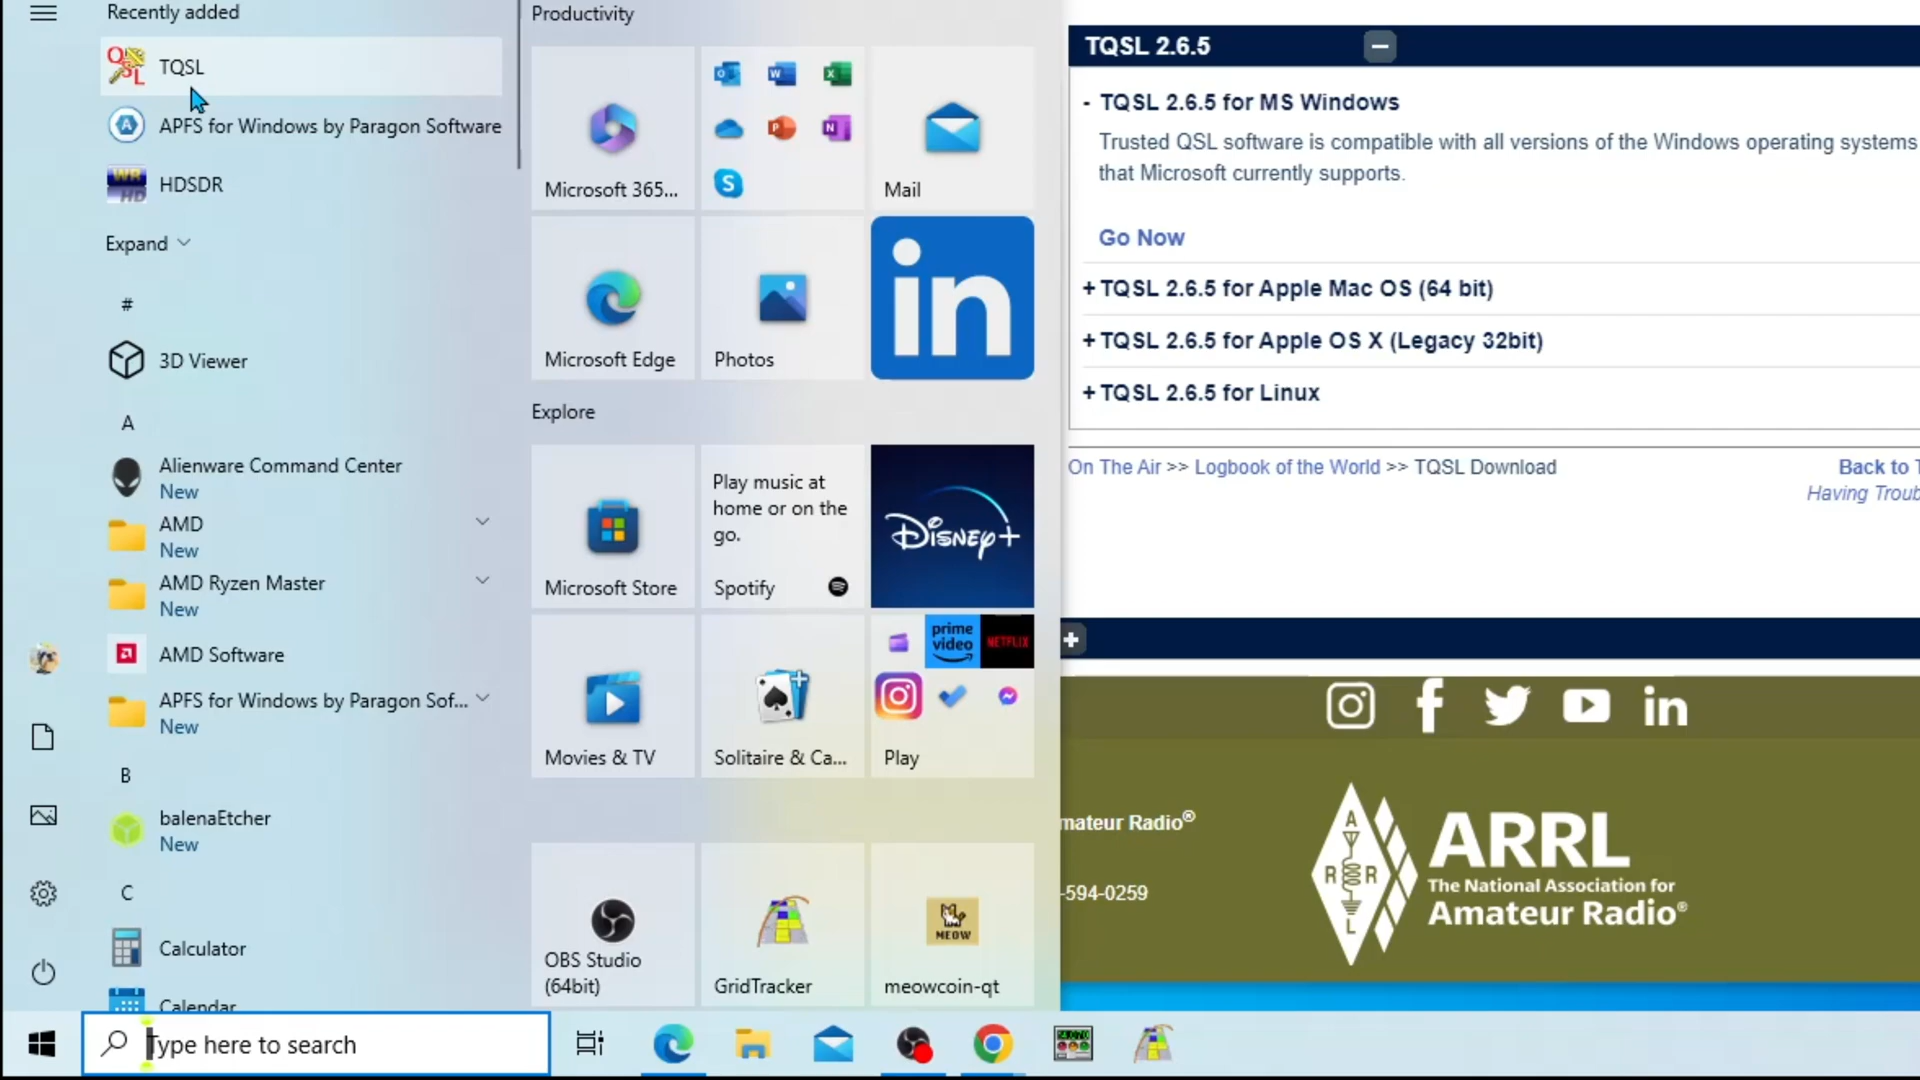 Recently added
TQSL
APFS for Windows by Paragon Software
HDSDR
Expand
#
3D Viewer
A
Alienware Command Center
New
AMD
New
AMD Ryzen Master
New
AMD Software
APFS for Windows by Paragon Sof...
New
B
balenaEtcher
New
C
Calculator
Calendar
Type here to search
Productivity
Microsoft 365...
Mail
Microsoft Edge
Photos
in
Explore
Microsoft Store
Play music at
home or on the
go.
Spotify
Disney+
prime
video
NETFLIX
Movies & TV
Solitaire & Ca...
Play
OBS Studio
(64bit)
GridTracker
MEOW
meowcoin-qt
TQSL 2.6.5
- TQSL 2.6.5 for MS Windows
Trusted QSL software is compatible with all versions of the Windows operating systems
that Microsoft currently supports.
Go Now
+ TQSL 2.6.5 for Apple Mac OS (64 bit)
+ TQSL 2.6.5 for Apple OS X (Legacy 32bit)
+ TQSL 2.6.5 for Linux
On The Air >> Logbook of the World >> TQSL Download
Back to T
Having Troub
mateur Radio®
-594-0259
A
R R
L
ARRL
The National Association for
Amateur Radio®